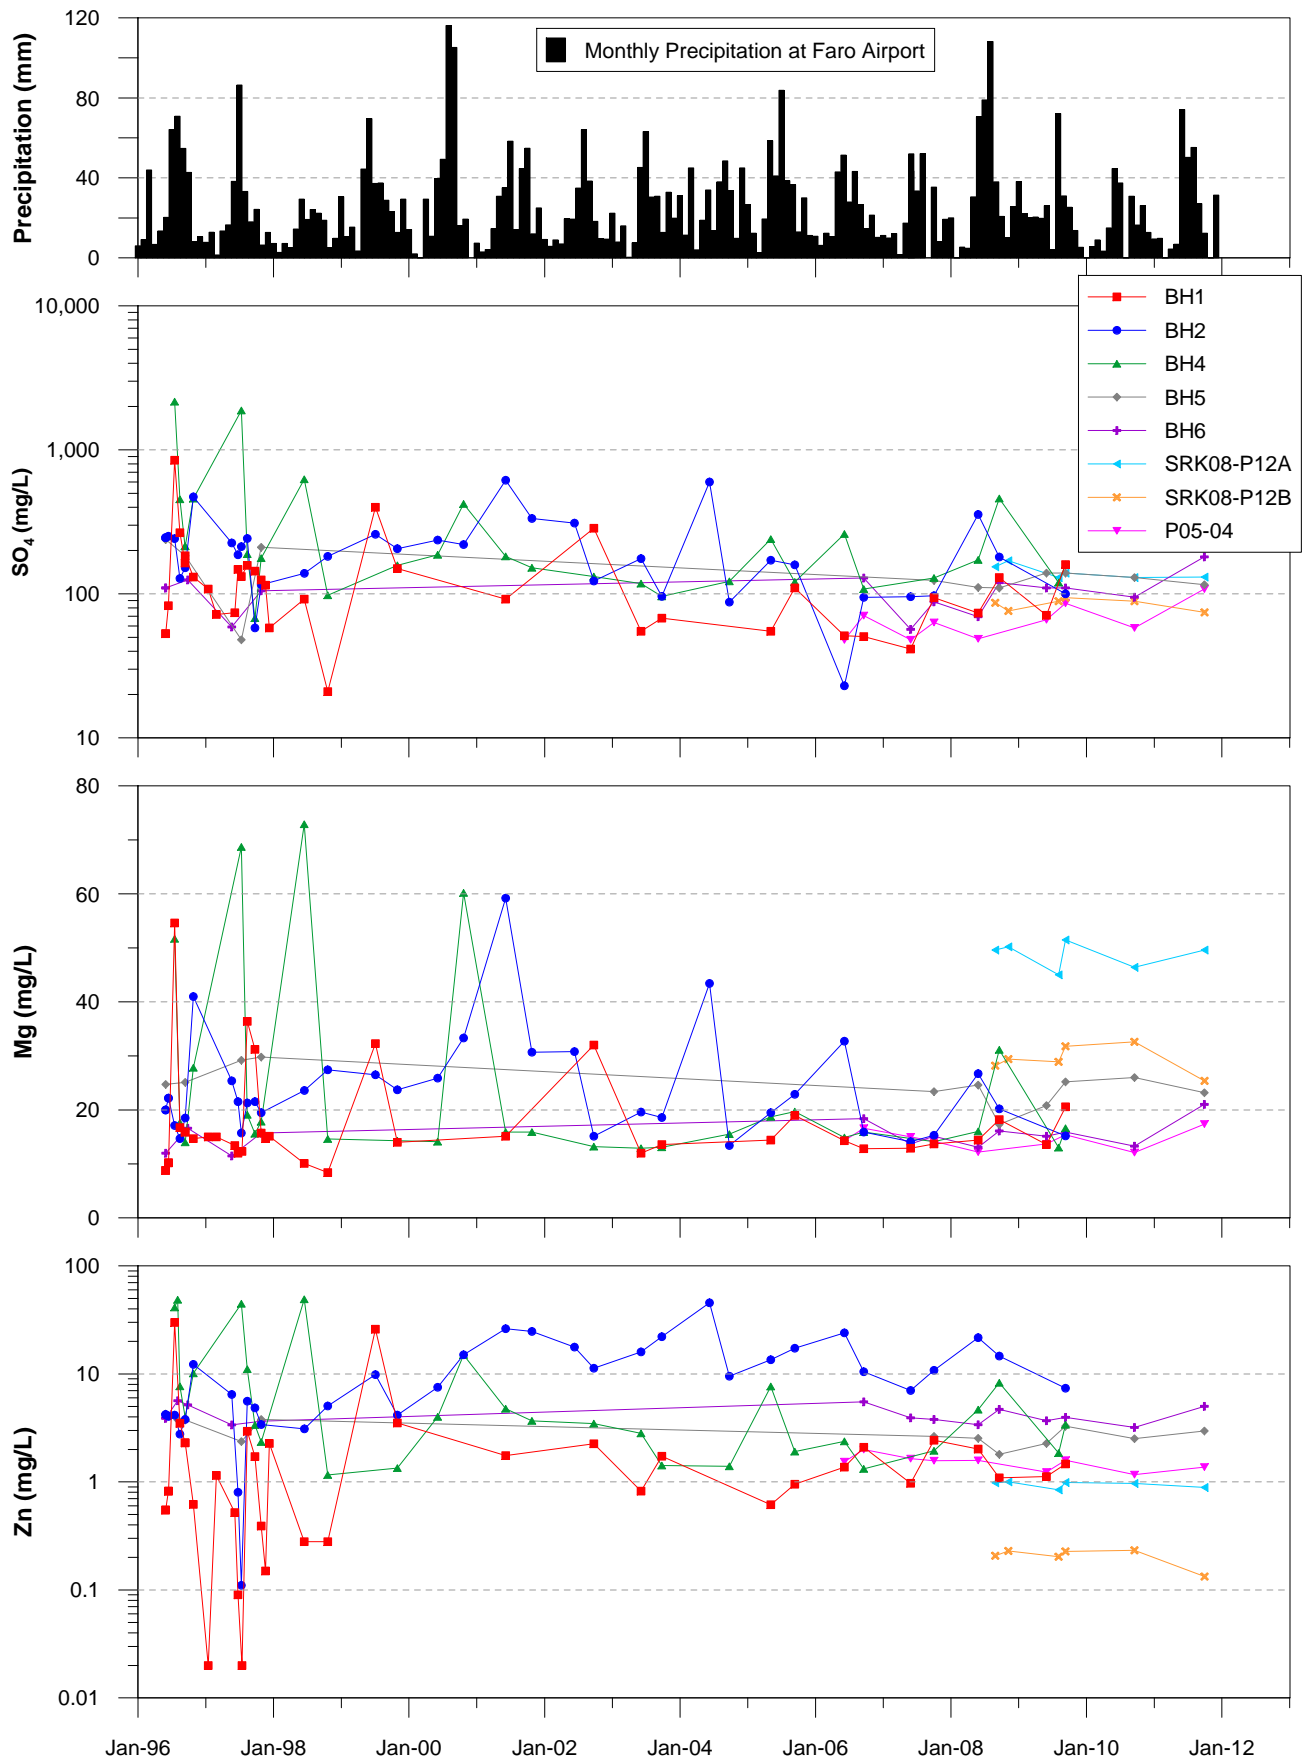 120
80
40
0
Precipitation (mm)
Monthly Precipitation at Faro Airport
10,000
1,000
100
10
SO4 (mg/L)
BH1
BH2
BH4
BH5
BH6
SRK08-P12A
SRK08-P12B
P05-04
80
60
40
20
0
Mg (mg/L)
100
10
1
0.1
0.01
Zn (mg/L)
Jan-96 Jan-98 Jan-00 Jan-02 Jan-04 Jan-06 Jan-08 Jan-10 Jan-12